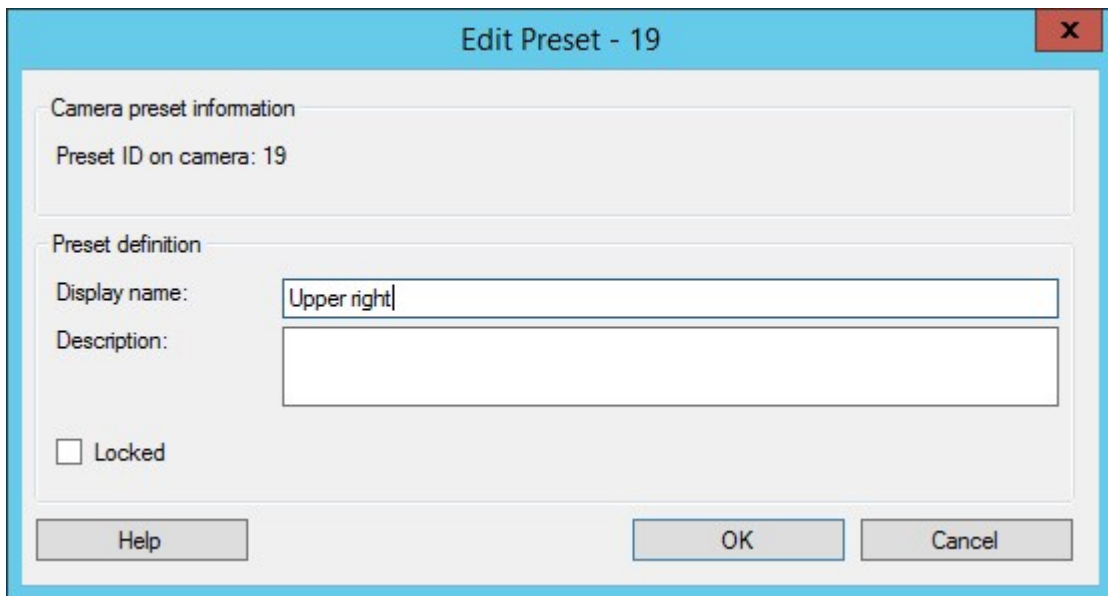 Edit Preset - 19
x
Camera preset information
Preset ID on camera: 19
Preset definition
Display name:
Upper right
Description:
Locked
Help
OK
Cancel